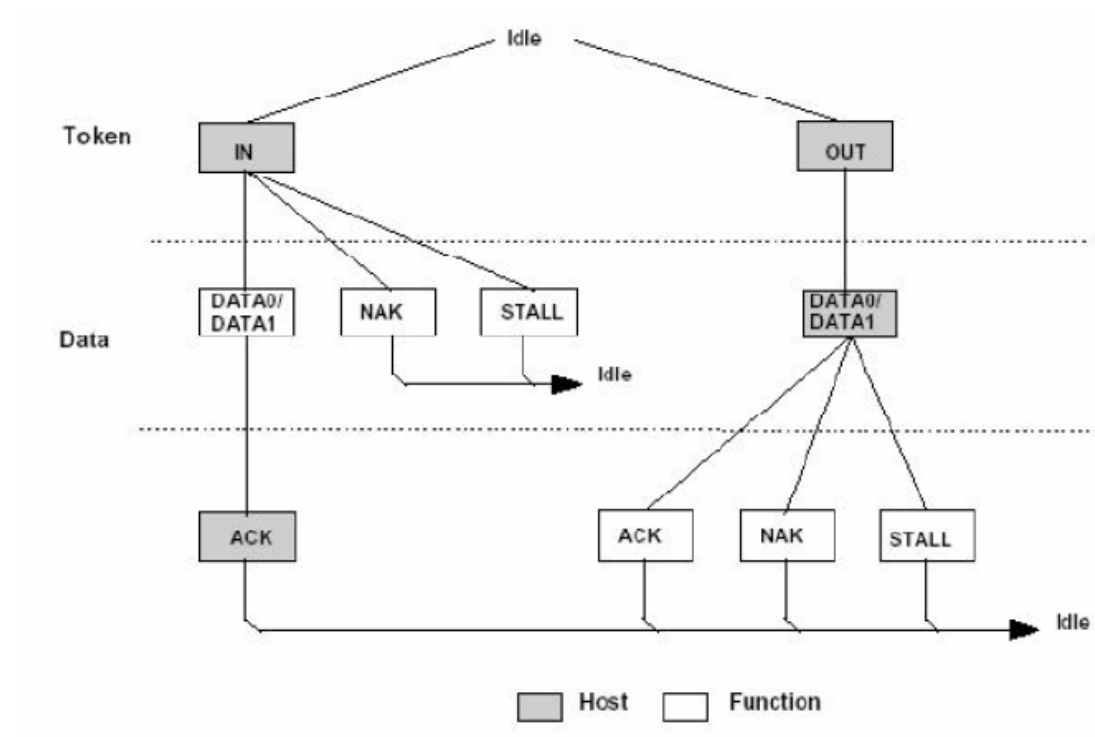 Idle
Token
IN
OUT
DATA0/
DATA1
NAK
STALL
DATA0/
DATA1
Data
Idle
ACK
ACK
NAK
STALL
Idle
Host
Function